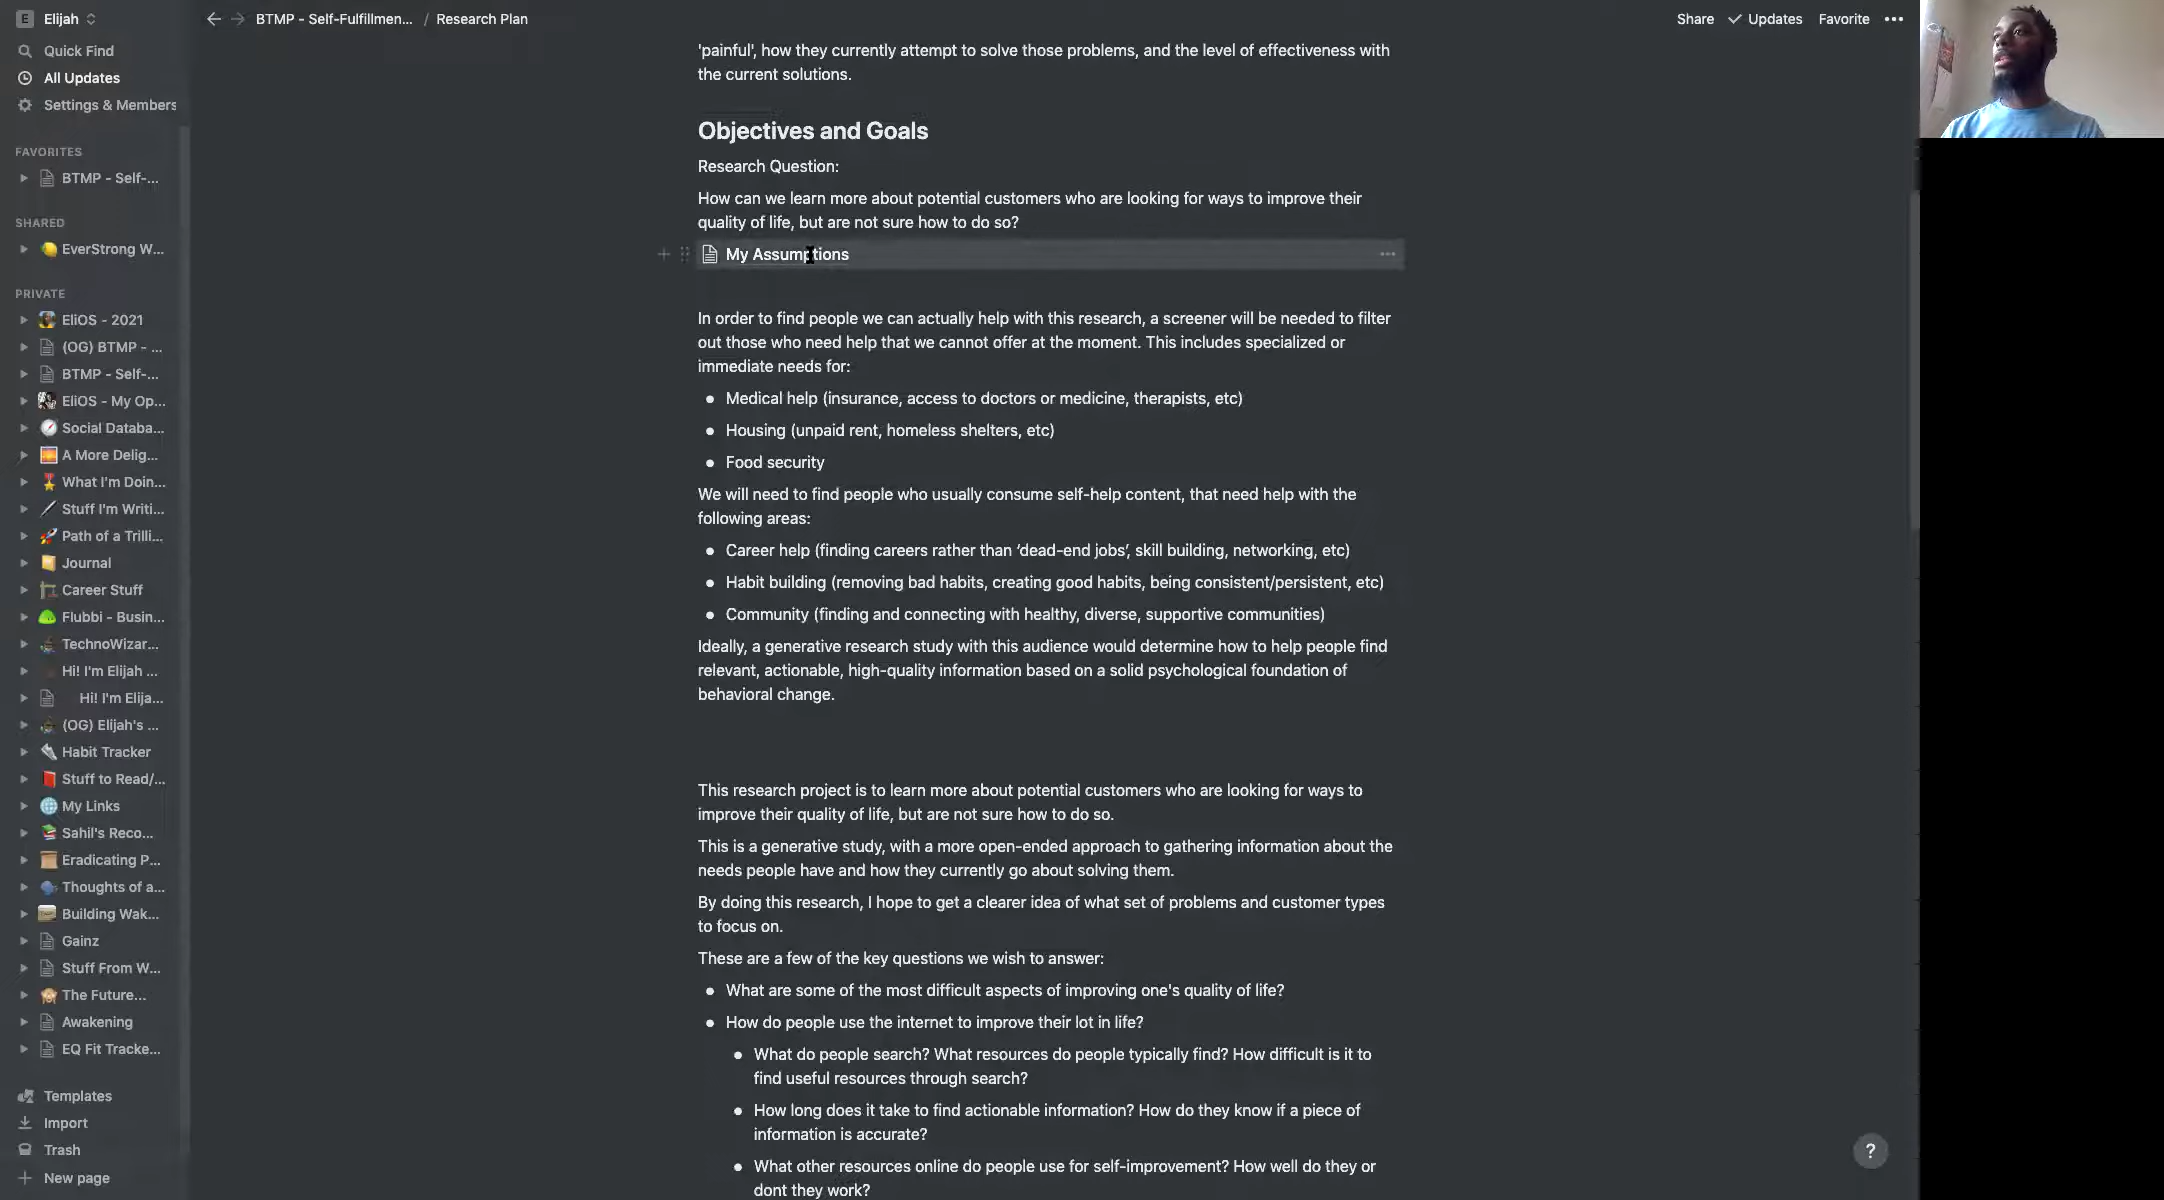 E Elijah
Quick Find
All Updates
Settings & Members
FAVORITES
BTMP - Self-...
SHARED
EverStrong W...
PRIVATE
EliOS - 2021
(OG) BTMP - ...
BTMP - Self-...
EliOS - My Op...
Social Databa...
A More Delig...
What I'm Doin...
Stuff I'm Writi...
Path of a Trilli...
Journal
Career Stuff
Flubbi - Busin...
TechnoWizar...
Hi! I'm Elijah ...
Hi! I'm Elija...
(OG) Elijah's ...
Habit Tracker
Stuff to Read/...
My Links
Sahil's Reco...
Eradicating P...
Thoughts of a...
Building Wak...
Gainz
Stuff From W...
The Future...
Awakening
EQ Fit Tracke...
Templates
Import
Trash
New page
BTMP - Self-Fulfillmen... / Research Plan
Share Updates Favorite
'painful', how they currently attempt to solve those problems, and the level of effectiveness with
the current solutions.
Objectives and Goals
Research Question:
How can we learn more about potential customers who are looking for ways to improve their
quality of life, but are not sure how to do so?
My Assumptions
In order to find people we can actually help with this research, a screener will be needed to filter
out those who need help that we cannot offer at the moment. This includes specialized or
immediate needs for:
● Medical help (insurance, access to doctors or medicine, therapists, etc)
● Housing (unpaid rent, homeless shelters, etc)
● Food security
We will need to find people who usually consume self-help content, that need help with the
following areas:
● Career help (finding careers rather than ‘dead-end jobs’, skill building, networking, etc)
● Habit building (removing bad habits, creating good habits, being consistent/persistent, etc)
● Community (finding and connecting with healthy, diverse, supportive communities)
Ideally, a generative research study with this audience would determine how to help people find
relevant, actionable, high-quality information based on a solid psychological foundation of
behavioral change.
This research project is to learn more about potential customers who are looking for ways to
improve their quality of life, but are not sure how to do so.
This is a generative study, with a more open-ended approach to gathering information about the
needs people have and how they currently go about solving them.
By doing this research, I hope to get a clearer idea of what set of problems and customer types
to focus on.
These are a few of the key questions we wish to answer:
● What are some of the most difficult aspects of improving one's quality of life?
● How do people use the internet to improve their lot in life?
● What do people search? What resources do people typically find? How difficult is it to
find useful resources through search?
● How long does it take to find actionable information? How do they know if a piece of
information is accurate?
● What other resources online do people use for self-improvement? How well do they or
dont they work?
?